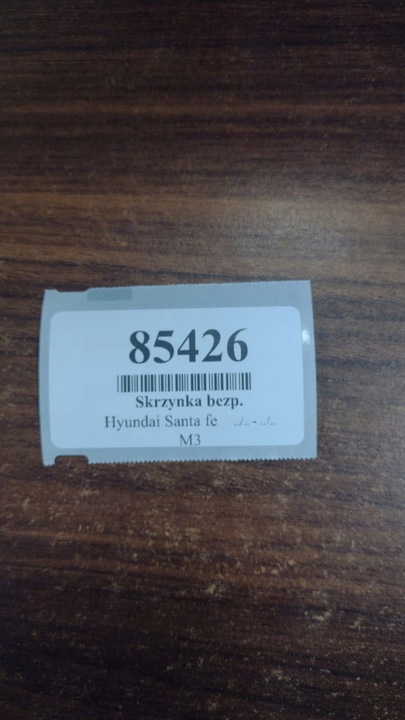 85426
Skrzynka bezp.
Hyundai Santa fe ../.. - ../..
M3